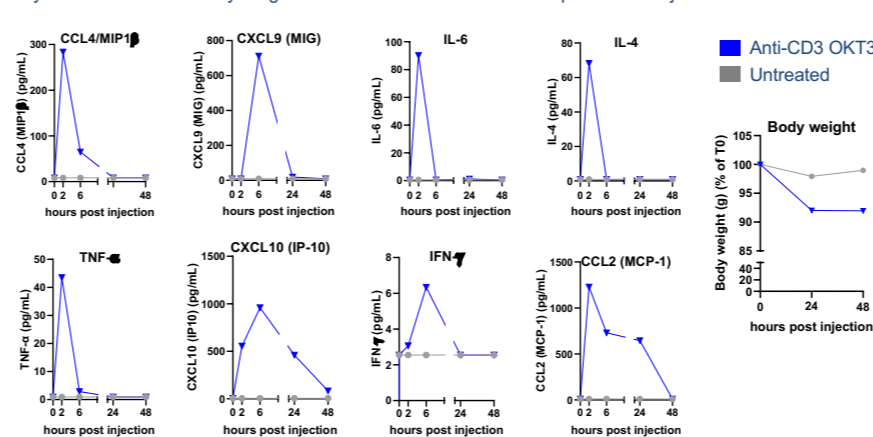 CCL4/MIP1β
CCL4 (MIP1β) (pg/mL)
300
200
100
0
0 2 6 24 48
hours post injection
CXCL9 (MIG)
CXCL9 (MIG) (pg/mL)
800
600
400
200
0
0 2 6 24 48
hours post injection
IL-6
IL-6 (pg/mL)
100
80
60
40
20
0
0 2 6 24 48
hours post injection
IL-4
IL-4 (pg/mL)
80
60
40
20
0
0 2 6 24 48
hours post injection
Anti-CD3 OKT3
Untreated
Body weight
Body weight (g) (% of T0)
105
100
95
90
85
40
20
0
0 24 48
hours post injection
TNF-α
TNF-α (pg/mL)
50
40
30
20
10
0
0 2 6 24 48
hours post injection
CXCL10 (IP-10)
CXCL10 (IP10) (pg/mL)
1500
1000
500
0
0 2 6 24 48
hours post injection
IFN-γ
IFN-γ (pg/mL)
8
6
4
2
0
0 2 6 24 48
hours post injection
CCL2 (MCP-1)
CCL2 (MCP-1) (pg/mL)
1500
1000
500
0
0 2 6 24 48
hours post injection